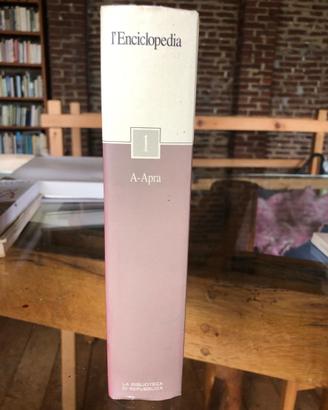 l'Enciclopedia
1
A-Apra
LA BIBLIOTECA
DI REPUBBLICA